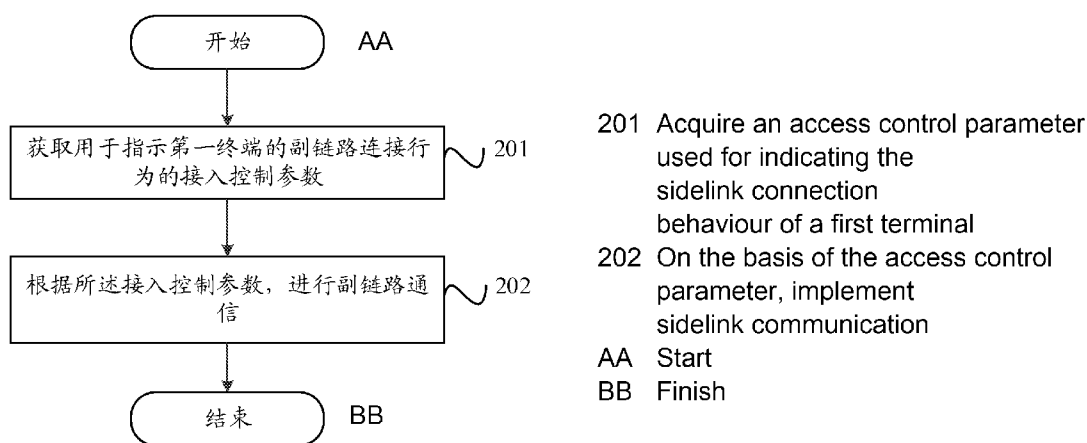 开始
AA
获取用于指示第一终端的副链路连接行
为的接入控制参数
201
根据所述接入控制参数，进行副链路通
信
202
结束
BB
201 Acquire an access control parameter
used for indicating the
sidelink connection
behaviour of a first terminal
202 On the basis of the access control
parameter, implement
sidelink communication
AA Start
BB Finish